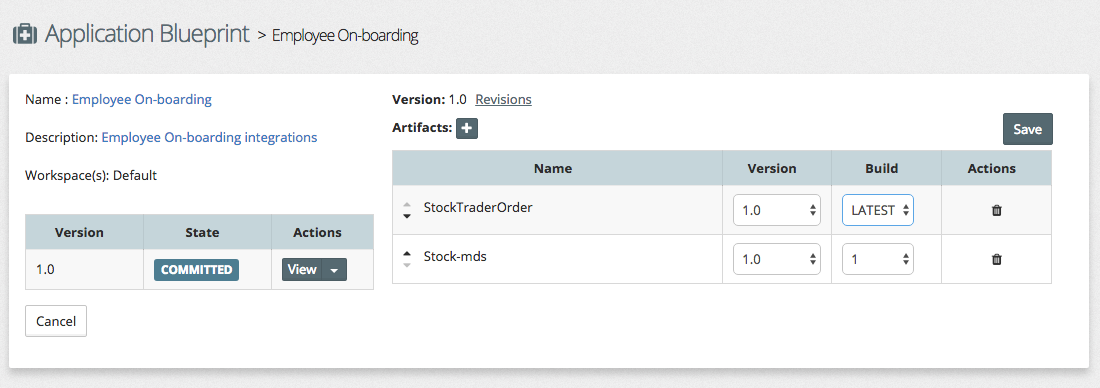 Application Blueprint > Employee On-boarding
Name : Employee On-boarding
Description: Employee On-boarding integrations
Workspace(s): Default
Version State Actions
1.0 COMMITTED View
Cancel
Version: 1.0 Revisions
Artifacts:
Save
Name Version Build Actions
StockTraderOrder 1.0 LATEST
Stock-mds 1.0 1